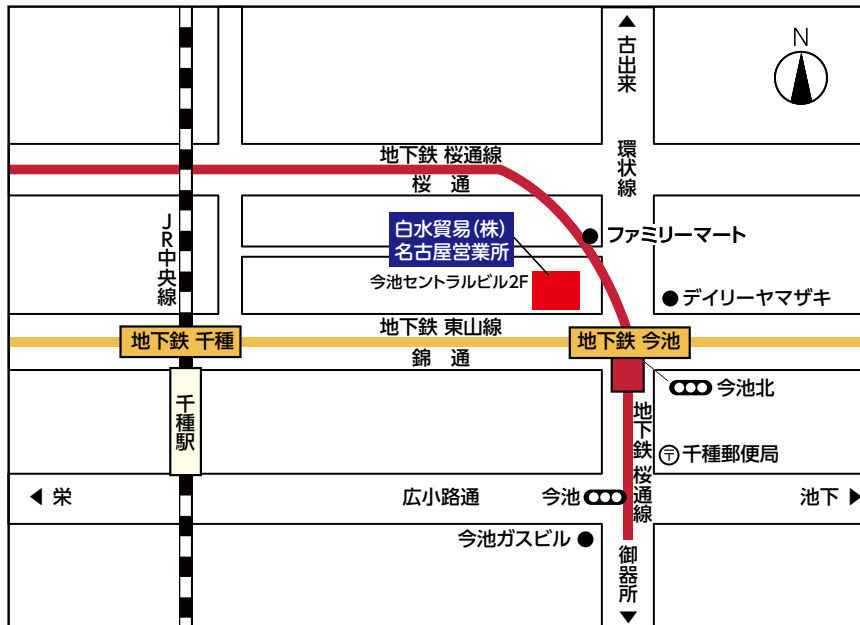 古出来
N
地下鉄 桜通線
環状線
桜 通
JR中央線
白水貿易(株)
名古屋営業所
ファミリーマート
今池セントラルビル2F
デイリーヤマザキ
地下鉄 東山線
地下鉄 千種
地下鉄 今池
錦 通
今池北
千種駅
地下鉄 桜通線
〒千種郵便局
栄
広小路通
今池
池下
今池ガスビル
御器所